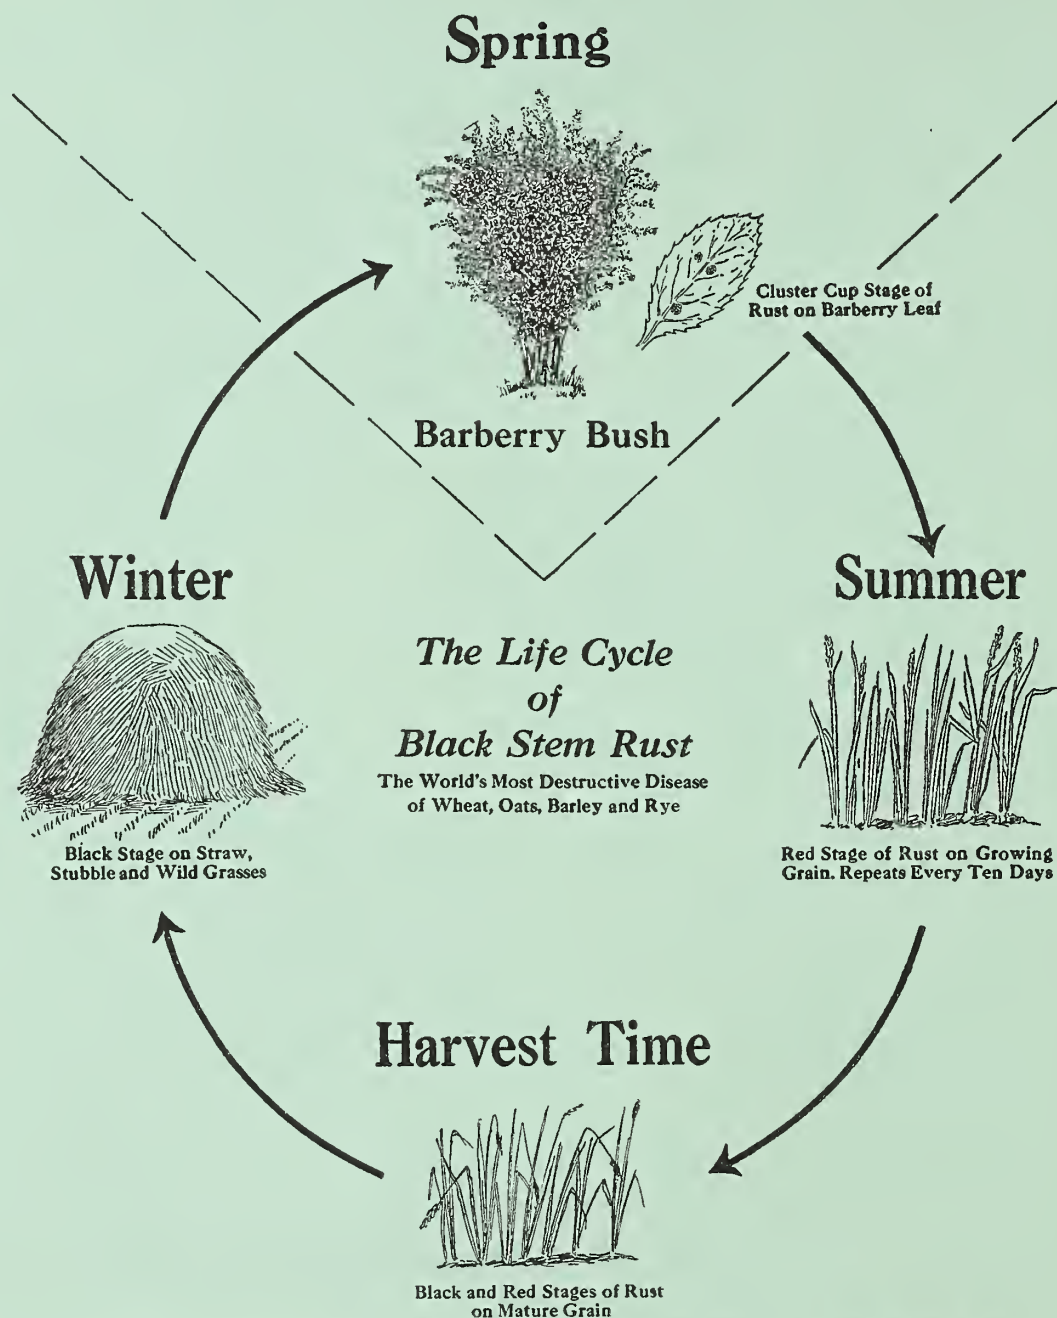 Spring
Cluster Cup Stage of
Rust on Barberry Leaf
Barberry Bush
Winter
Summer
The Life Cycle
of
Black Stem Rust
The World's Most Destructive Disease
of Wheat, Oats, Barley and Rye
Black Stage on Straw,
Stubble and Wild Grasses
Red Stage of Rust on Growing
Grain. Repeats Every Ten Days
Harvest Time
Black and Red Stages of Rust
on Mature Grain